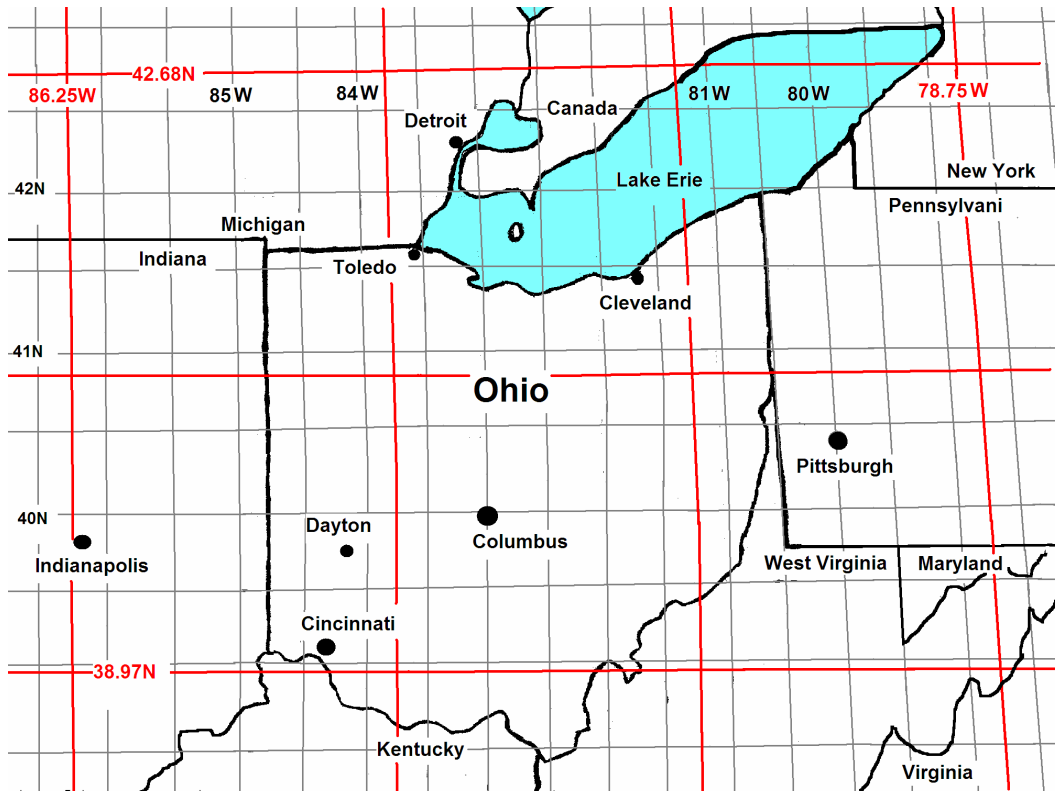 42.68N
86.25W
85W
84W
81W
80W
78.75W
Canada
Detroit
42N
Lake Erie
New York
Pennsylvani
Michigan
Indiana
Toledo
Cleveland
41N
Ohio
Pittsburgh
40N
Dayton
Columbus
Indianapolis
West Virginia
Maryland
Cincinnati
38.97N
Kentucky
Virginia